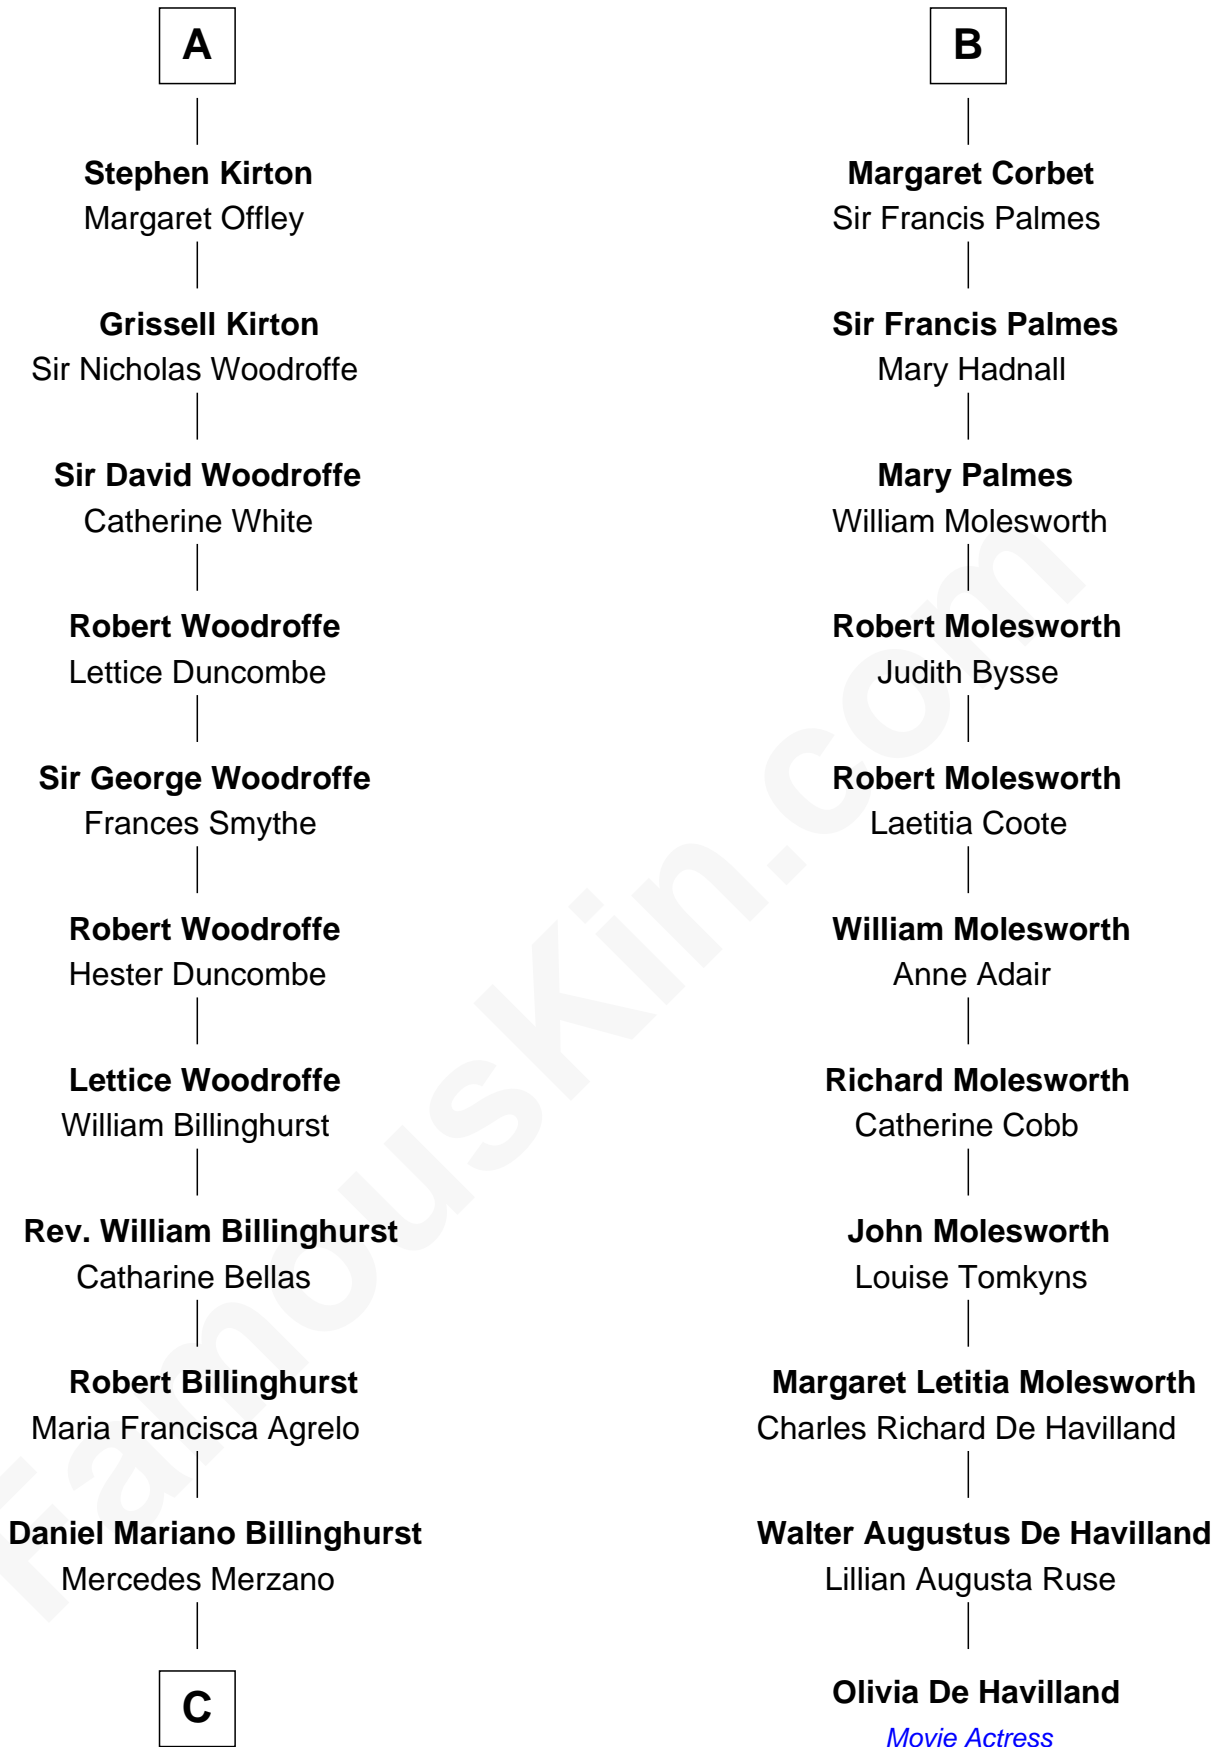 A
Stephen Kirton
Margaret Offley
Grissell Kirton
Sir Nicholas Woodroffe
Sir David Woodroffe
Catherine White
Robert Woodroffe
Lettice Duncombe
Sir George Woodroffe
Frances Smythe
Robert Woodroffe
Hester Duncombe
Lettice Woodroffe
William Billinghurst
Rev. William Billinghurst
Catharine Bellas
Robert Billinghurst
Maria Francisca Agrelo
Daniel Mariano Billinghurst
Mercedes Merzano
C
B
Margaret Corbet
Sir Francis Palmes
Sir Francis Palmes
Mary Hadnall
Mary Palmes
William Molesworth
Robert Molesworth
Judith Bysse
Robert Molesworth
Laetitia Coote
William Molesworth
Anne Adair
Richard Molesworth
Catherine Cobb
John Molesworth
Louise Tomkyns
Margaret Letitia Molesworth
Charles Richard De Havilland
Walter Augustus De Havilland
Lillian Augusta Ruse
Olivia De Havilland
Movie Actress
FamousKin.com